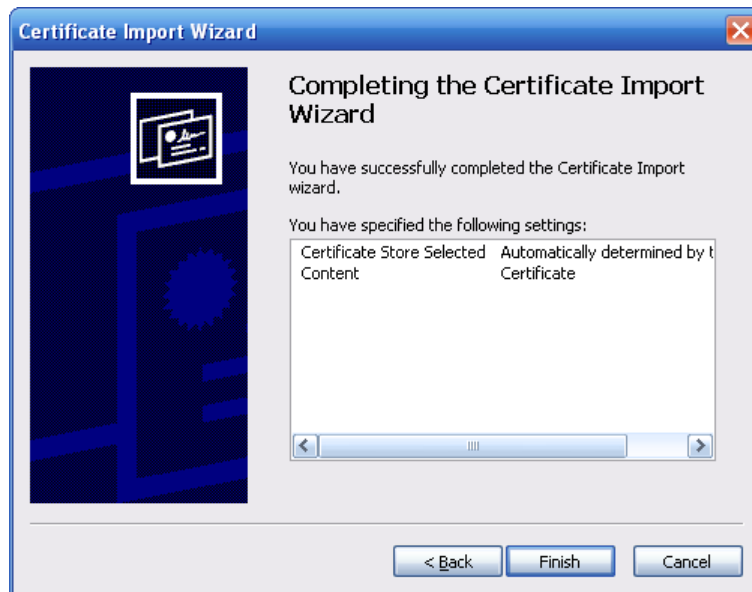 Certificate Import Wizard
Completing the Certificate Import
Wizard
You have successfully completed the Certificate Import
wizard.
You have specified the following settings:
Certificate Store Selected Automatically determined by t
Content Certificate
< Back Finish Cancel